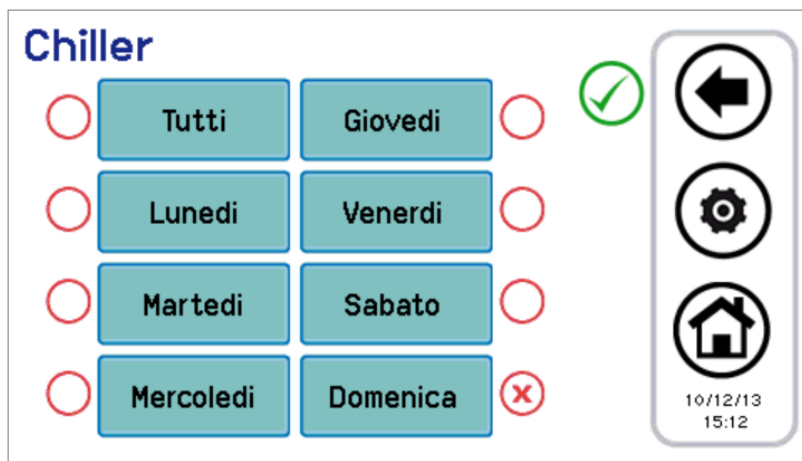 Chiller
Tutti
Giovedi
Lunedi
Venerdi
Martedi
Sabato
Mercoledi
Domenica
10/12/13
15:12